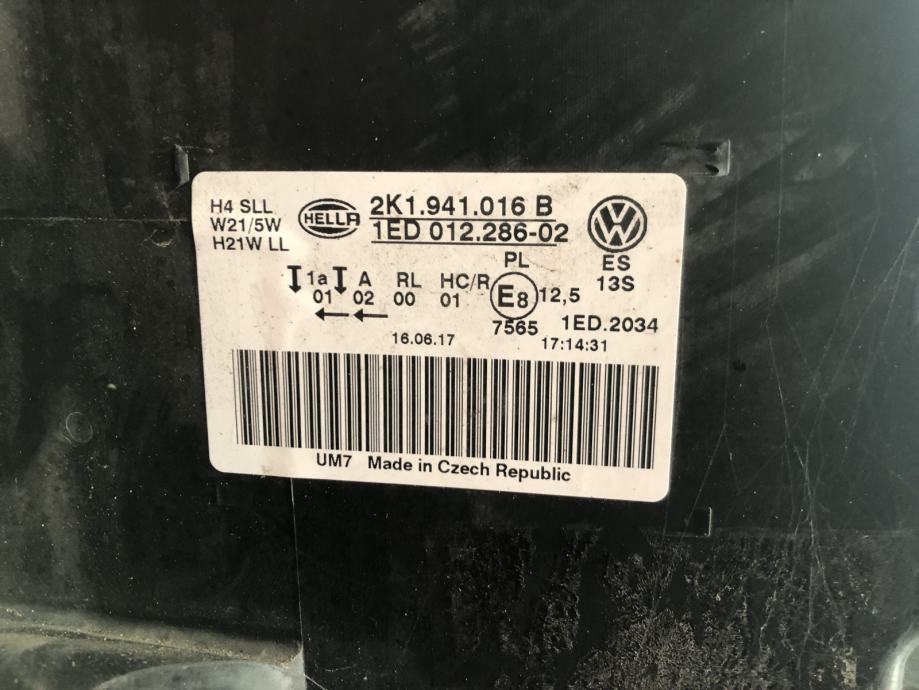 H4 SLL
W21/5W
H21W LL
HELLA
2K1.941.016 B
1ED 012.286-02
VW
ES
13S
PL
1a A RL HC/R
01 02 00 01
E8 12,5
7565 1ED.2034
16.06.17 17:14:31
UM7 Made in Czech Republic